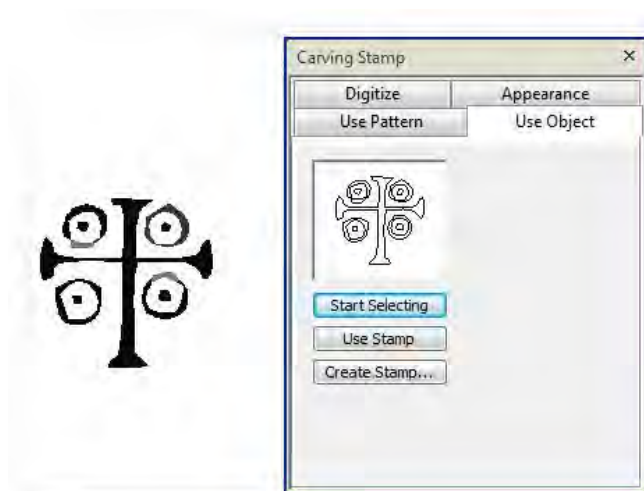 Carving Stamp
Digitize Appearance
Use Pattern Use Object
Start Selecting
Use Stamp
Create Stamp...